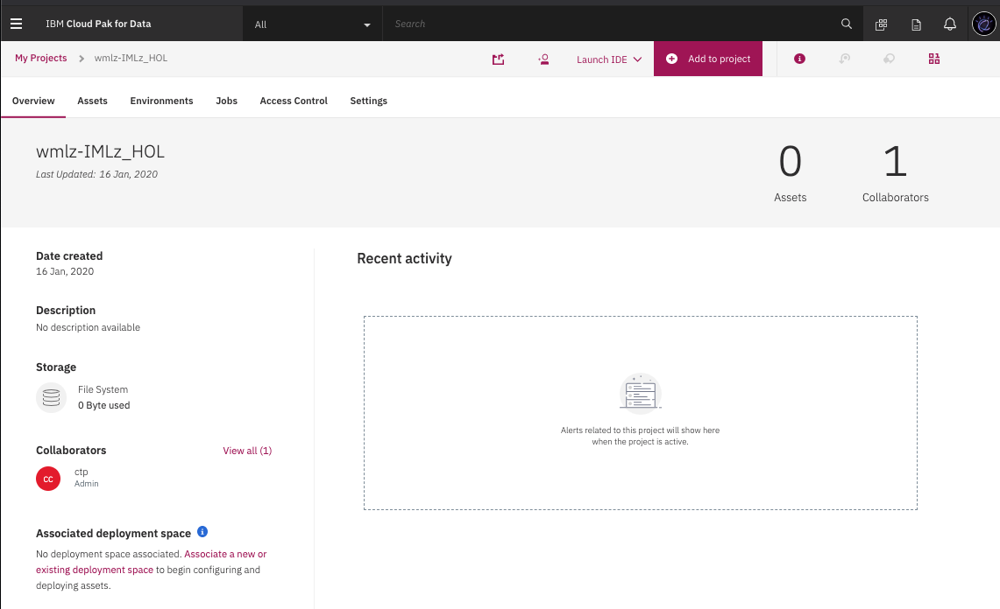 IBM Cloud Pak for Data
All
Search
My Projects
wmlz-IMLz_HOL
Launch IDE
Add to project
Overview
Assets
Environments
Jobs
Access Control
Settings
wmlz-IMLz_HOL
Last Updated: 16 Jan, 2020
0
Assets
1
Collaborators
Date created
16 Jan, 2020
Description
No description available
Storage
File System
0 Byte used
Collaborators
View all (1)
CC
ctp
Admin
Associated deployment space
No deployment space associated. Associate a new or
existing deployment space to begin configuring and
deploying assets.
Recent activity
Alerts related to this project will show here
when the project is active.